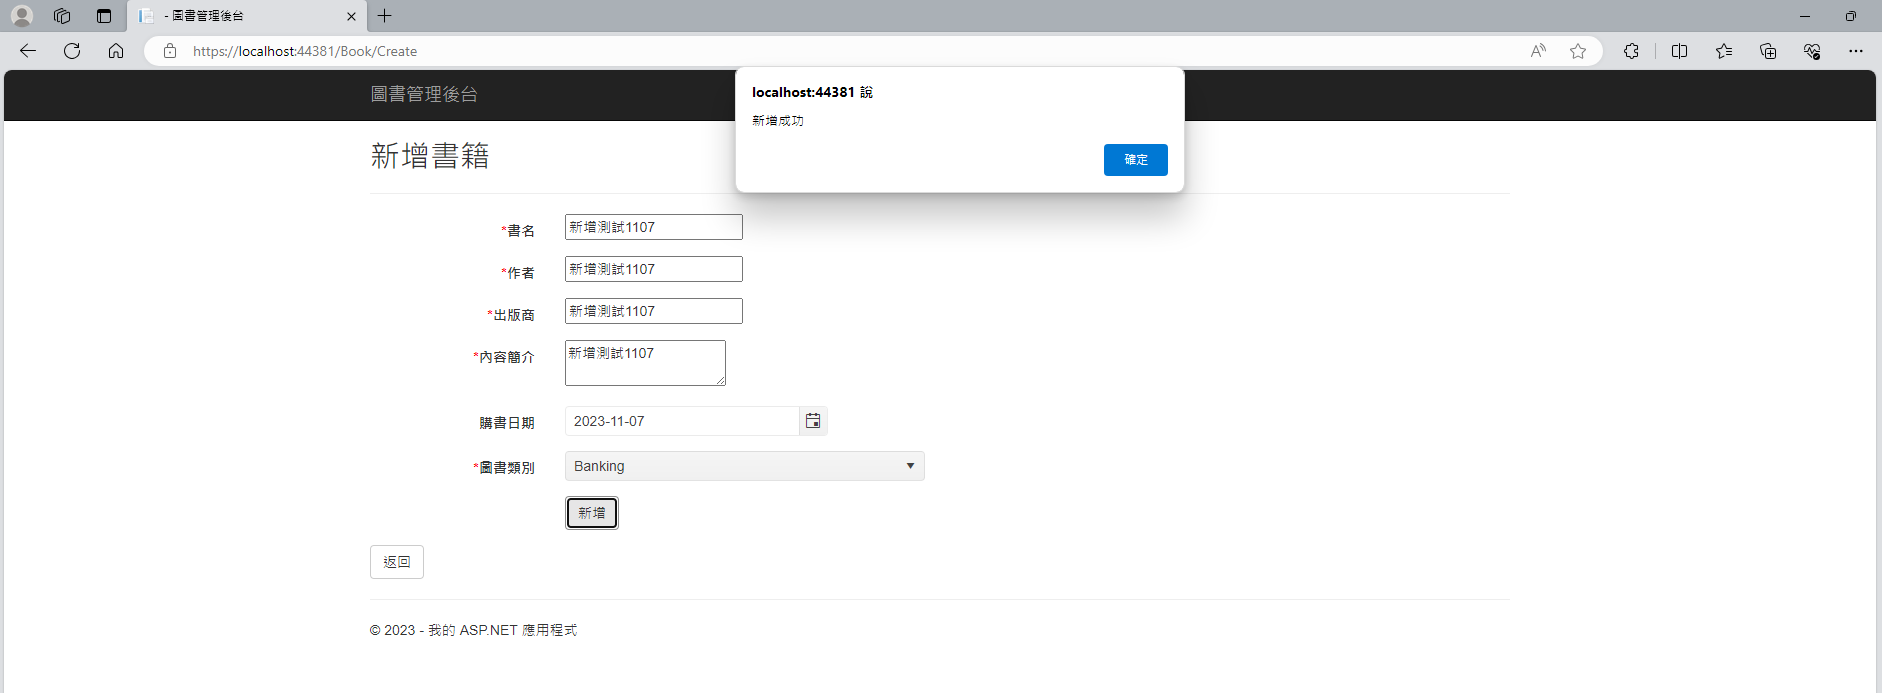 - 圖書管理後台
https://localhost:44381/Book/Create
圖書管理後台
localhost:44381 說
新增成功
確定
新增書籍
*書名 新增測試1107
*作者 新增測試1107
*出版商 新增測試1107
*內容簡介 新增測試1107
購書日期 2023-11-07
*圖書類別 Banking
新增
返回
© 2023 - 我的 ASP.NET 應用程式